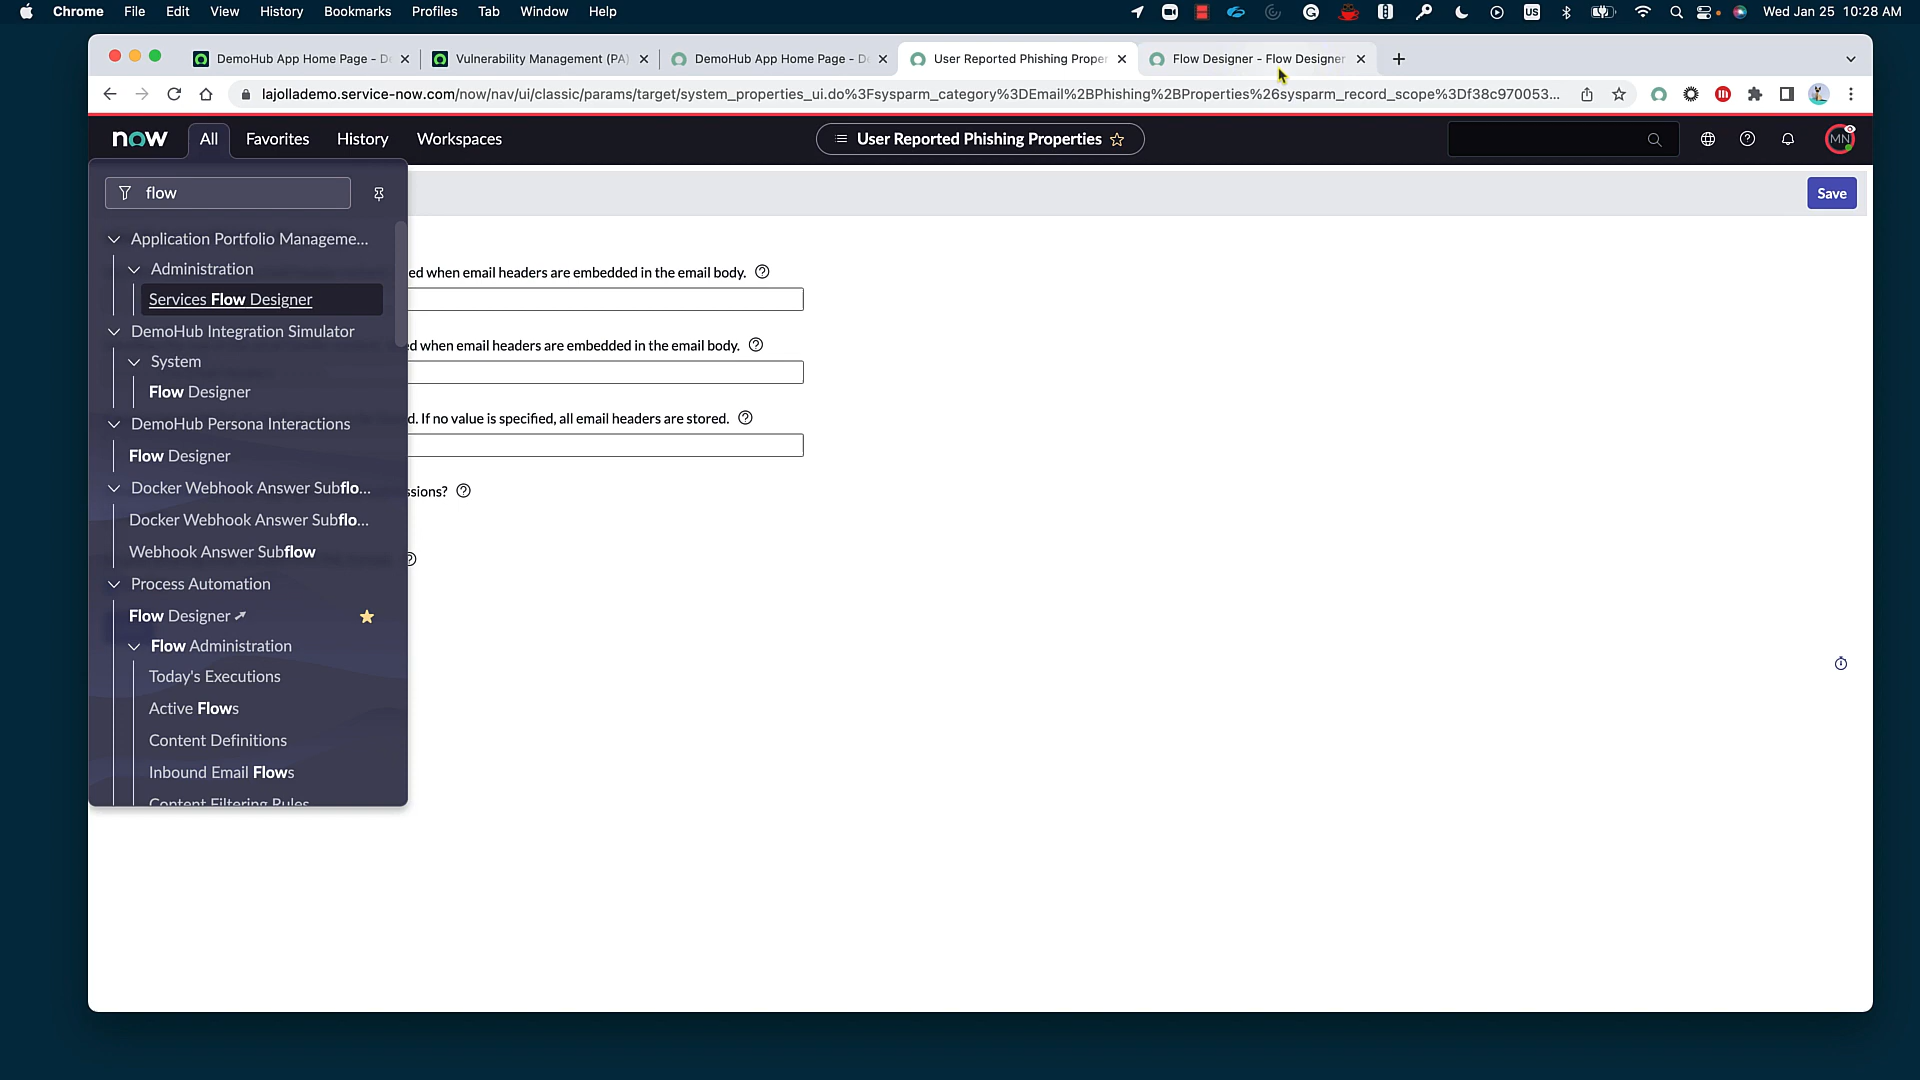 Chrome File Edit View History Bookmarks Profiles Tab Window Help US Wed Jan 25 10:28 AM
DemoHub App Home Page - D Vulnerability Management (PA) DemoHub App Home Page - D User Reported Phishing Proper Flow Designer - Flow Designer
lajollademo.service-now.com/now/nav/ui/classic/params/target/system_properties_ui.do%3Fsysparm_category%3DEmail%2BPhishing%2BProperties%26sysparm_record_scope%3Df38c970053...
now All Favorites History Workspaces User Reported Phishing Properties MN
flow Save
Application Portfolio Manageme...
Administration
ed when email headers are embedded in the email body.
Services Flow Designer
DemoHub Integration Simulator
ed when email headers are embedded in the email body.
System
Flow Designer
DemoHub Persona Interactions
d. If no value is specified, all email headers are stored.
Flow Designer
Docker Webhook Answer Subflo...
ssions?
Docker Webhook Answer Subflo...
Webhook Answer Subflow
Process Automation
Flow Designer
Flow Administration
Today's Executions
Active Flows
Content Definitions
Inbound Email Flows
Content Filtering Rules